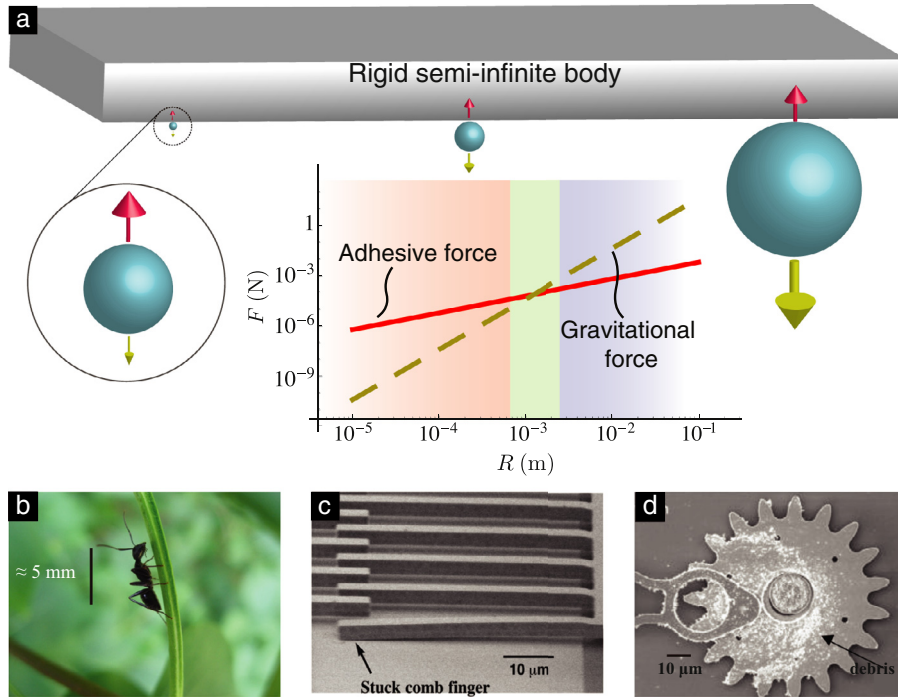 a
Rigid semi-infinite body
Adhesive force
Gravitational
force
F (N)
1
10⁻³
10⁻⁶
10⁻⁹
10⁻⁵ 10⁻⁴ 10⁻³ 10⁻² 10⁻¹
R (m)
b
≈ 5 mm
c
10 μm
Stuck comb finger
d
10 μm
debris